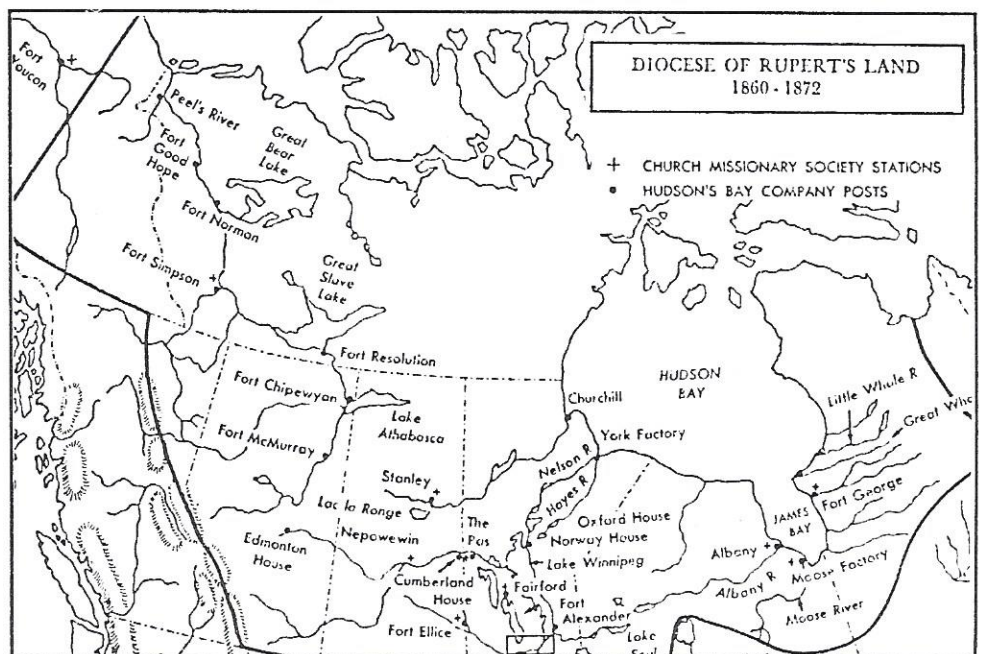 DIOCESE OF RUPERT'S LAND
1860 - 1872
+ CHURCH MISSIONARY SOCIETY STATIONS
• HUDSON'S BAY COMPANY POSTS
Fort
Youcon
Peel's River
Fort
Good
Hope
Great
Bear
Lake
Fort Norman
Fort Simpson
Great
Slave
Lake
Fort Resolution
Fort Chipewyan
Lake
Athabasca
Fort McMurray
Stanley
Lac la Ronge
Nepowewin
Edmonton
House
The
Pas
Cumberland
House
Fort Ellice
Fairford
Fort
Alexander
Lake Winnipeg
Norway House
Oxford House
Hayes R
Nelson R
York Factory
Churchill
HUDSON
BAY
Little Whale R
Great
Fort George
JAMES
BAY
Albany
Albany R
Moose Factory
Moose River
Lake